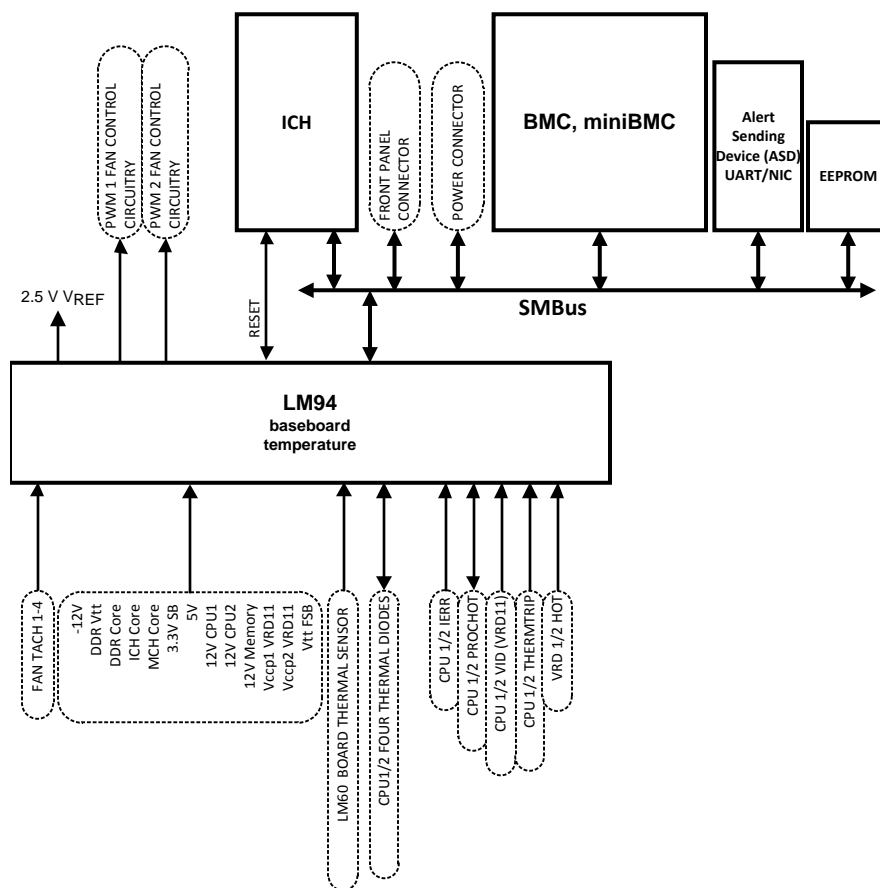 PWM 1 FAN CONTROL
CIRCUITRY
PWM 2 FAN CONTROL
CIRCUITRY
ICH
FRONT PANEL
CONNECTOR
POWER CONNECTOR
BMC, miniBMC
Alert
Sending
Device (ASD)
UART/NIC
EEPROM
2.5 V VREF
RESET
SMBus
LM94
baseboard
temperature
FAN TACH 1-4
-12V
DDR Vtt
DDR Core
ICH Core
MCH Core
3.3V SB
5V
12V CPU1
12V CPU2
12V Memory
Vccp1 VRD11
Vccp2 VRD11
Vtt FSB
LM60 BOARD THERMAL SENSOR
CPU1/2 FOUR THERMAL DIODES
CPU 1/2 IERR
CPU 1/2 PROCHOT
CPU 1/2 VID (VRD11)
CPU 1/2 THERMTRIP
VRD 1/2 HOT